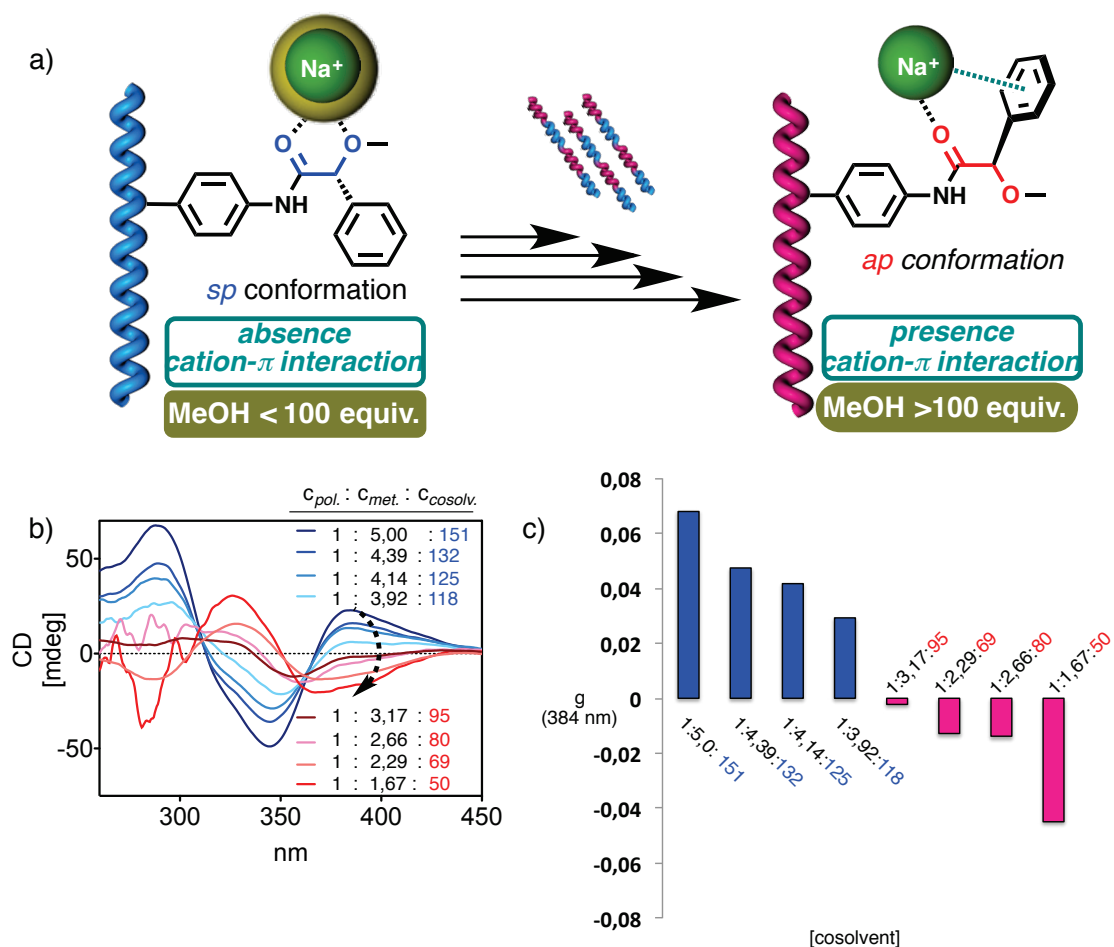 a)
Na⁺
O
O
NH
sp conformation
absence
cation-π interaction
MeOH < 100 equiv.
Na⁺
O
NH
O
ap conformation
presence
cation-π interaction
MeOH >100 equiv.
b)
c_pol. : c_met. : c_cosolv.
1 : 5,00 : 151
1 : 4,39 : 132
1 : 4,14 : 125
1 : 3,92 : 118
1 : 3,17 : 95
1 : 2,66 : 80
1 : 2,29 : 69
1 : 1,67 : 50
CD
[mdeg]
50
0
-50
300
350
400
450
nm
c)
0,08
0,06
0,04
0,02
0
-0,02
-0,04
-0,06
-0,08
g
(384 nm)
1:5,0: 151
1:4,39:132
1:4,14:125
1:3,92:118
1:3,17:95
1:2,29:69
1:2,66:80
1:1,67:50
[cosolvent]